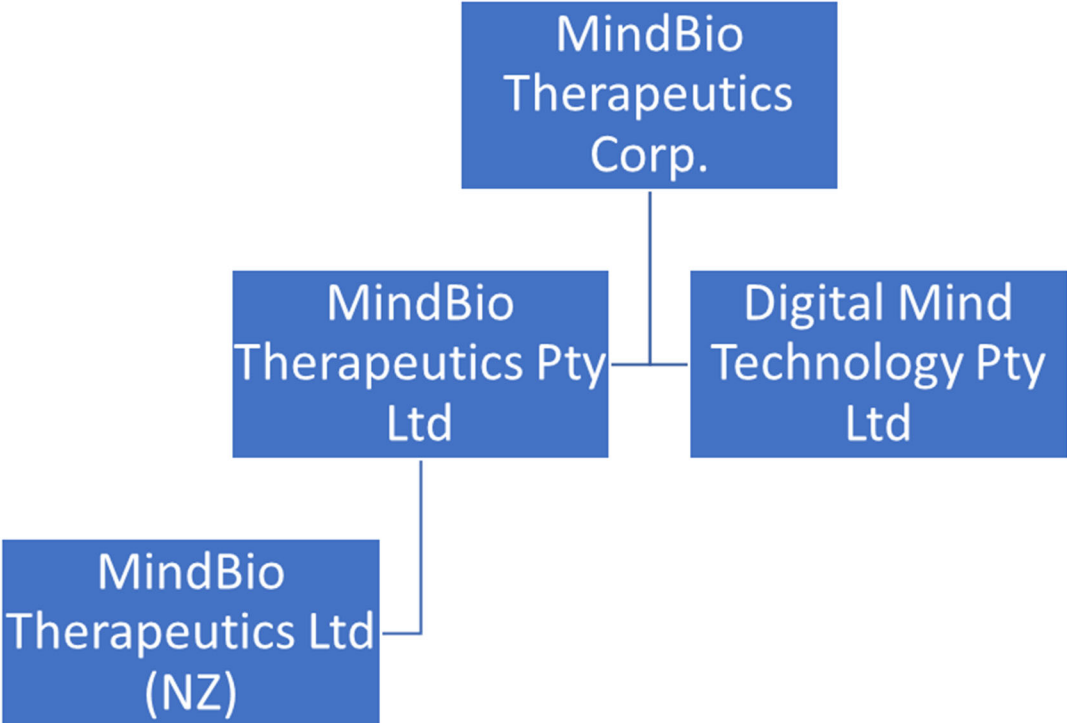 MindBio
Therapeutics
Corp.
MindBio
Therapeutics Pty
Ltd
Digital Mind
Technology Pty
Ltd
MindBio
Therapeutics Ltd
(NZ)